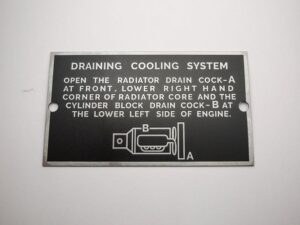 DRAINING COOLING SYSTEM
OPEN THE RADIATOR DRAIN COCK-A
AT FRONT, LOWER RIGHT HAND
CORNER OF RADIATOR CORE AND THE
CYLINDER BLOCK DRAIN COCK-B AT
THE LOWER LEFT SIDE OF ENGINE.
B
A